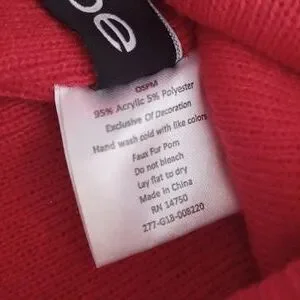 be
OSFM
95% Acrylic 5% Polyester
Exclusive Of Decoration
Hand wash cold with like colors
Faux Fur Pom
Do not bleach
Lay flat to dry
Made in China
RN 14750
277-G18-008220